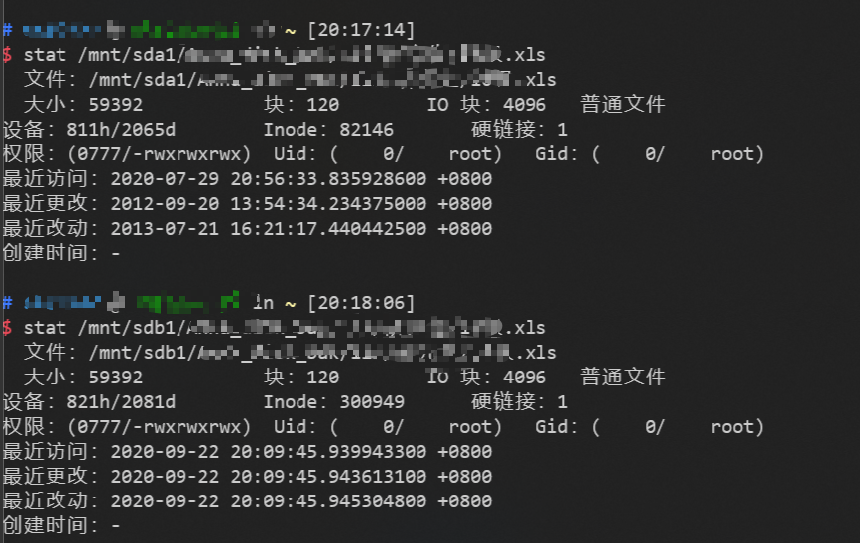 # ~ [20:17:14]
$ stat /mnt/sda1/ .xls
文件: /mnt/sda1/ .xls
大小: 59392 块: 120 IO 块: 4096 普通文件
设备: 811h/2065d Inode: 82146 硬链接: 1
权限: (0777/-rwxrwxrwx) Uid: ( 0/ root) Gid: ( 0/ root)
最近访问: 2020-07-29 20:56:33.835928600 +0800
最近更改: 2012-09-20 13:54:34.234375000 +0800
最近改动: 2013-07-21 16:21:17.440442500 +0800
创建时间: -
# in ~ [20:18:06]
$ stat /mnt/sdb1/ .xls
文件: /mnt/sdb1/ .xls
大小: 59392 块: 120 IO 块: 4096 普通文件
设备: 821h/2081d Inode: 300949 硬链接: 1
权限: (0777/-rwxrwxrwx) Uid: ( 0/ root) Gid: ( 0/ root)
最近访问: 2020-09-22 20:09:45.939943300 +0800
最近更改: 2020-09-22 20:09:45.943613100 +0800
最近改动: 2020-09-22 20:09:45.945304800 +0800
创建时间: -